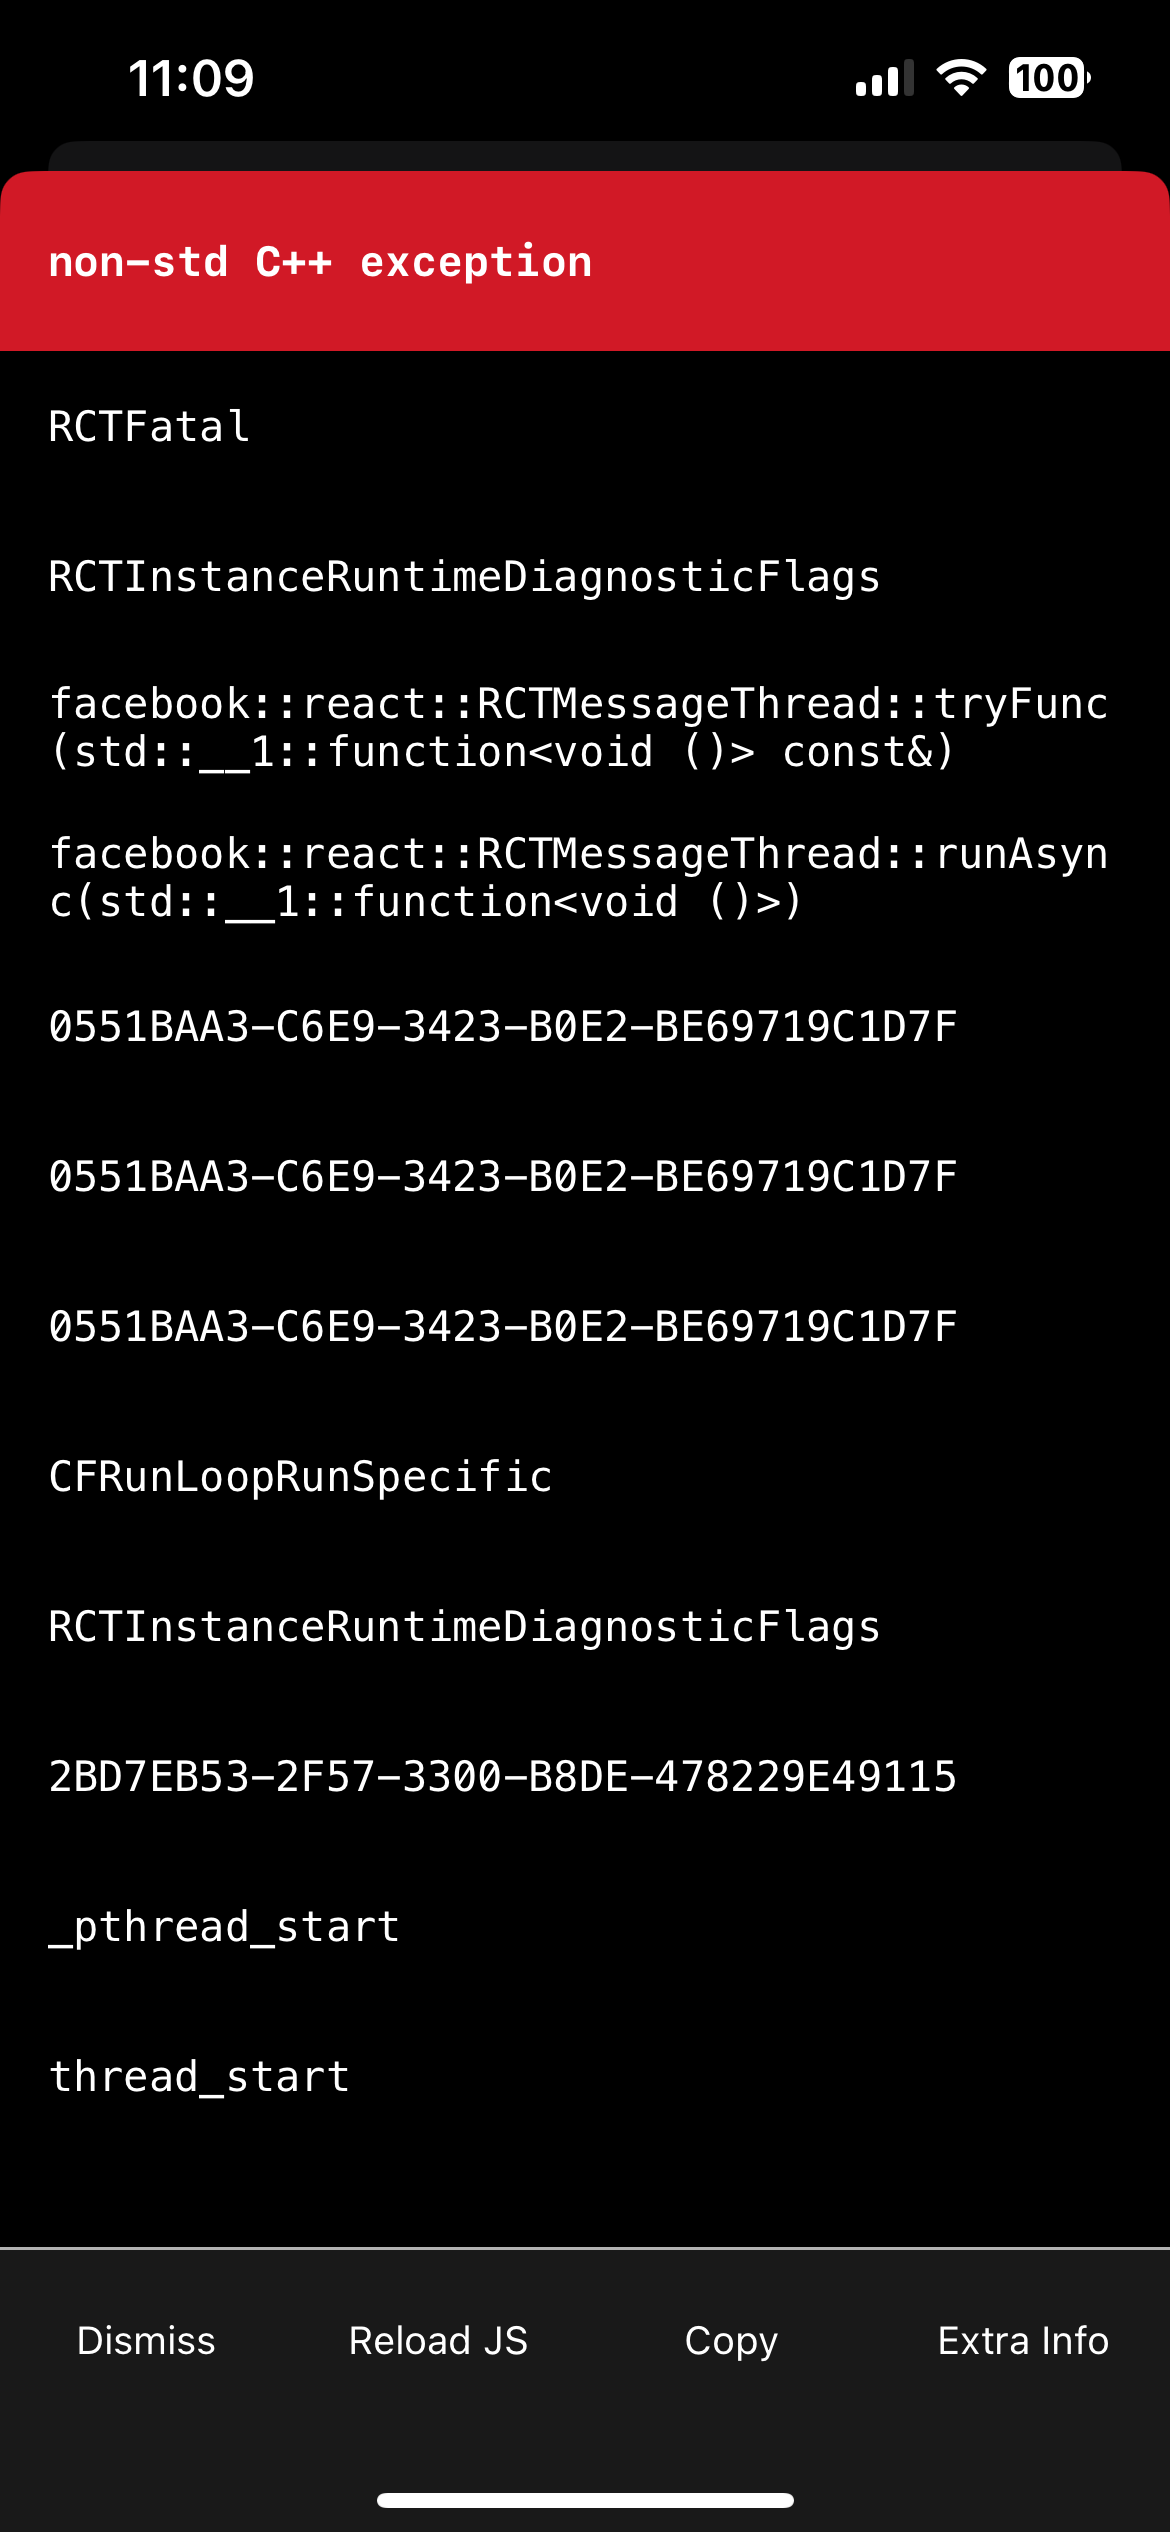 11:09
100
non-std C++ exception
RCTFatal
RCTInstanceRuntimeDiagnosticFlags
facebook::react::RCTMessageThread::tryFunc
(std::__1::function<void ()> const&)
facebook::react::RCTMessageThread::runAsyn
c(std::__1::function<void ()>)
0551BAA3-C6E9-3423-B0E2-BE69719C1D7F
0551BAA3-C6E9-3423-B0E2-BE69719C1D7F
0551BAA3-C6E9-3423-B0E2-BE69719C1D7F
CFRunLoopRunSpecific
RCTInstanceRuntimeDiagnosticFlags
2BD7EB53-2F57-3300-B8DE-478229E49115
_pthread_start
thread_start
Dismiss Reload JS Copy Extra Info